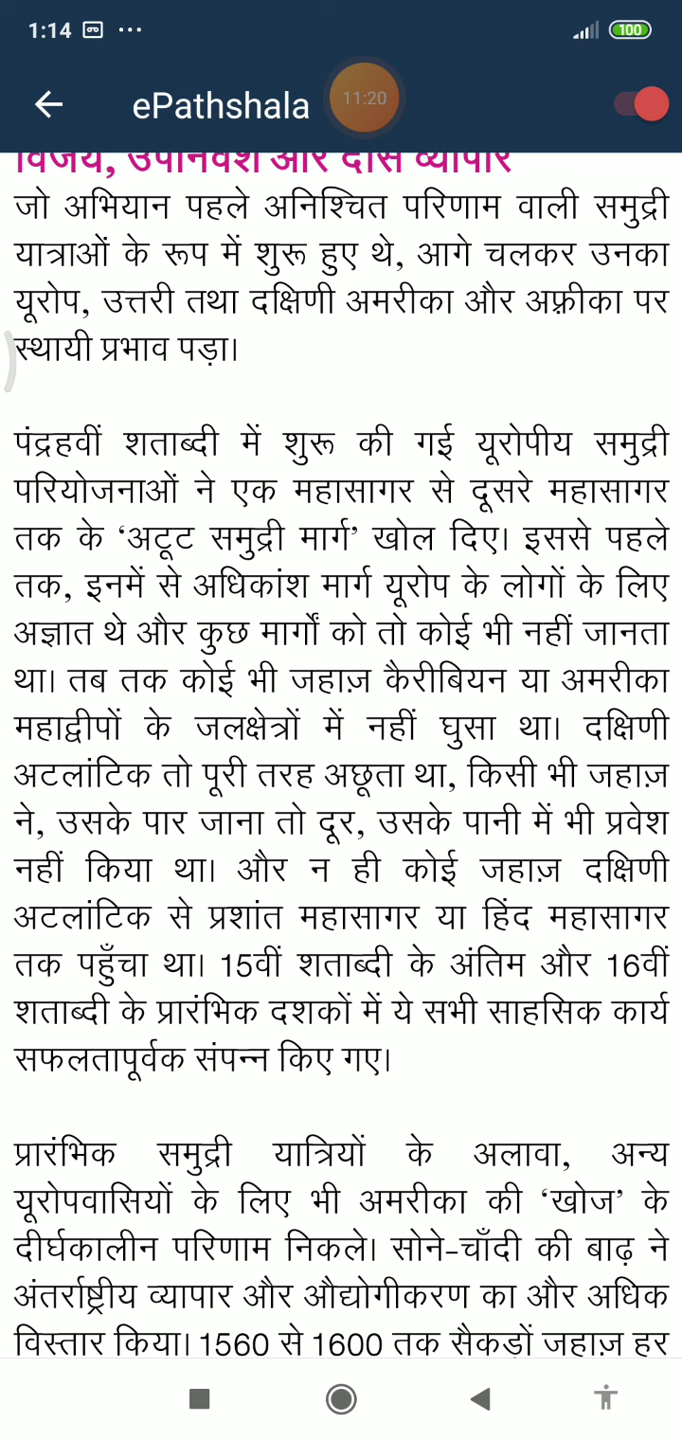 1:14
100
ePathshala
11:20
विजय, उपनिवेश और दास व्यापार
जो अभियान पहले अनिश्चित परिणाम वाली समुद्री
यात्राओं के रूप में शुरू हुए थे, आगे चलकर उनका
यूरोप, उत्तरी तथा दक्षिणी अमरीका और अफ़्रीका पर
स्थायी प्रभाव पड़ा।
पंद्रहवीं शताब्दी में शुरू की गई यूरोपीय समुद्री
परियोजनाओं ने एक महासागर से दूसरे महासागर
तक के ‘अटूट समुद्री मार्ग’ खोल दिए। इससे पहले
तक, इनमें से अधिकांश मार्ग यूरोप के लोगों के लिए
अज्ञात थे और कुछ मार्गों को तो कोई भी नहीं जानता
था। तब तक कोई भी जहाज़ कैरीबियन या अमरीका
महाद्वीपों के जलक्षेत्रों में नहीं घुसा था। दक्षिणी
अटलांटिक तो पूरी तरह अछूता था, किसी भी जहाज़
ने, उसके पार जाना तो दूर, उसके पानी में भी प्रवेश
नहीं किया था। और न ही कोई जहाज़ दक्षिणी
अटलांटिक से प्रशांत महासागर या हिंद महासागर
तक पहुँचा था। 15वीं शताब्दी के अंतिम और 16वीं
शताब्दी के प्रारंभिक दशकों में ये सभी साहसिक कार्य
सफलतापूर्वक संपन्न किए गए।
प्रारंभिक समुद्री यात्रियों के अलावा, अन्य
यूरोपवासियों के लिए भी अमरीका की ‘खोज’ के
दीर्घकालीन परिणाम निकले। सोने-चाँदी की बाढ़ ने
अंतर्राष्ट्रीय व्यापार और औद्योगीकरण का और अधिक
विस्तार किया। 1560 से 1600 तक सैकड़ों जहाज़ हर